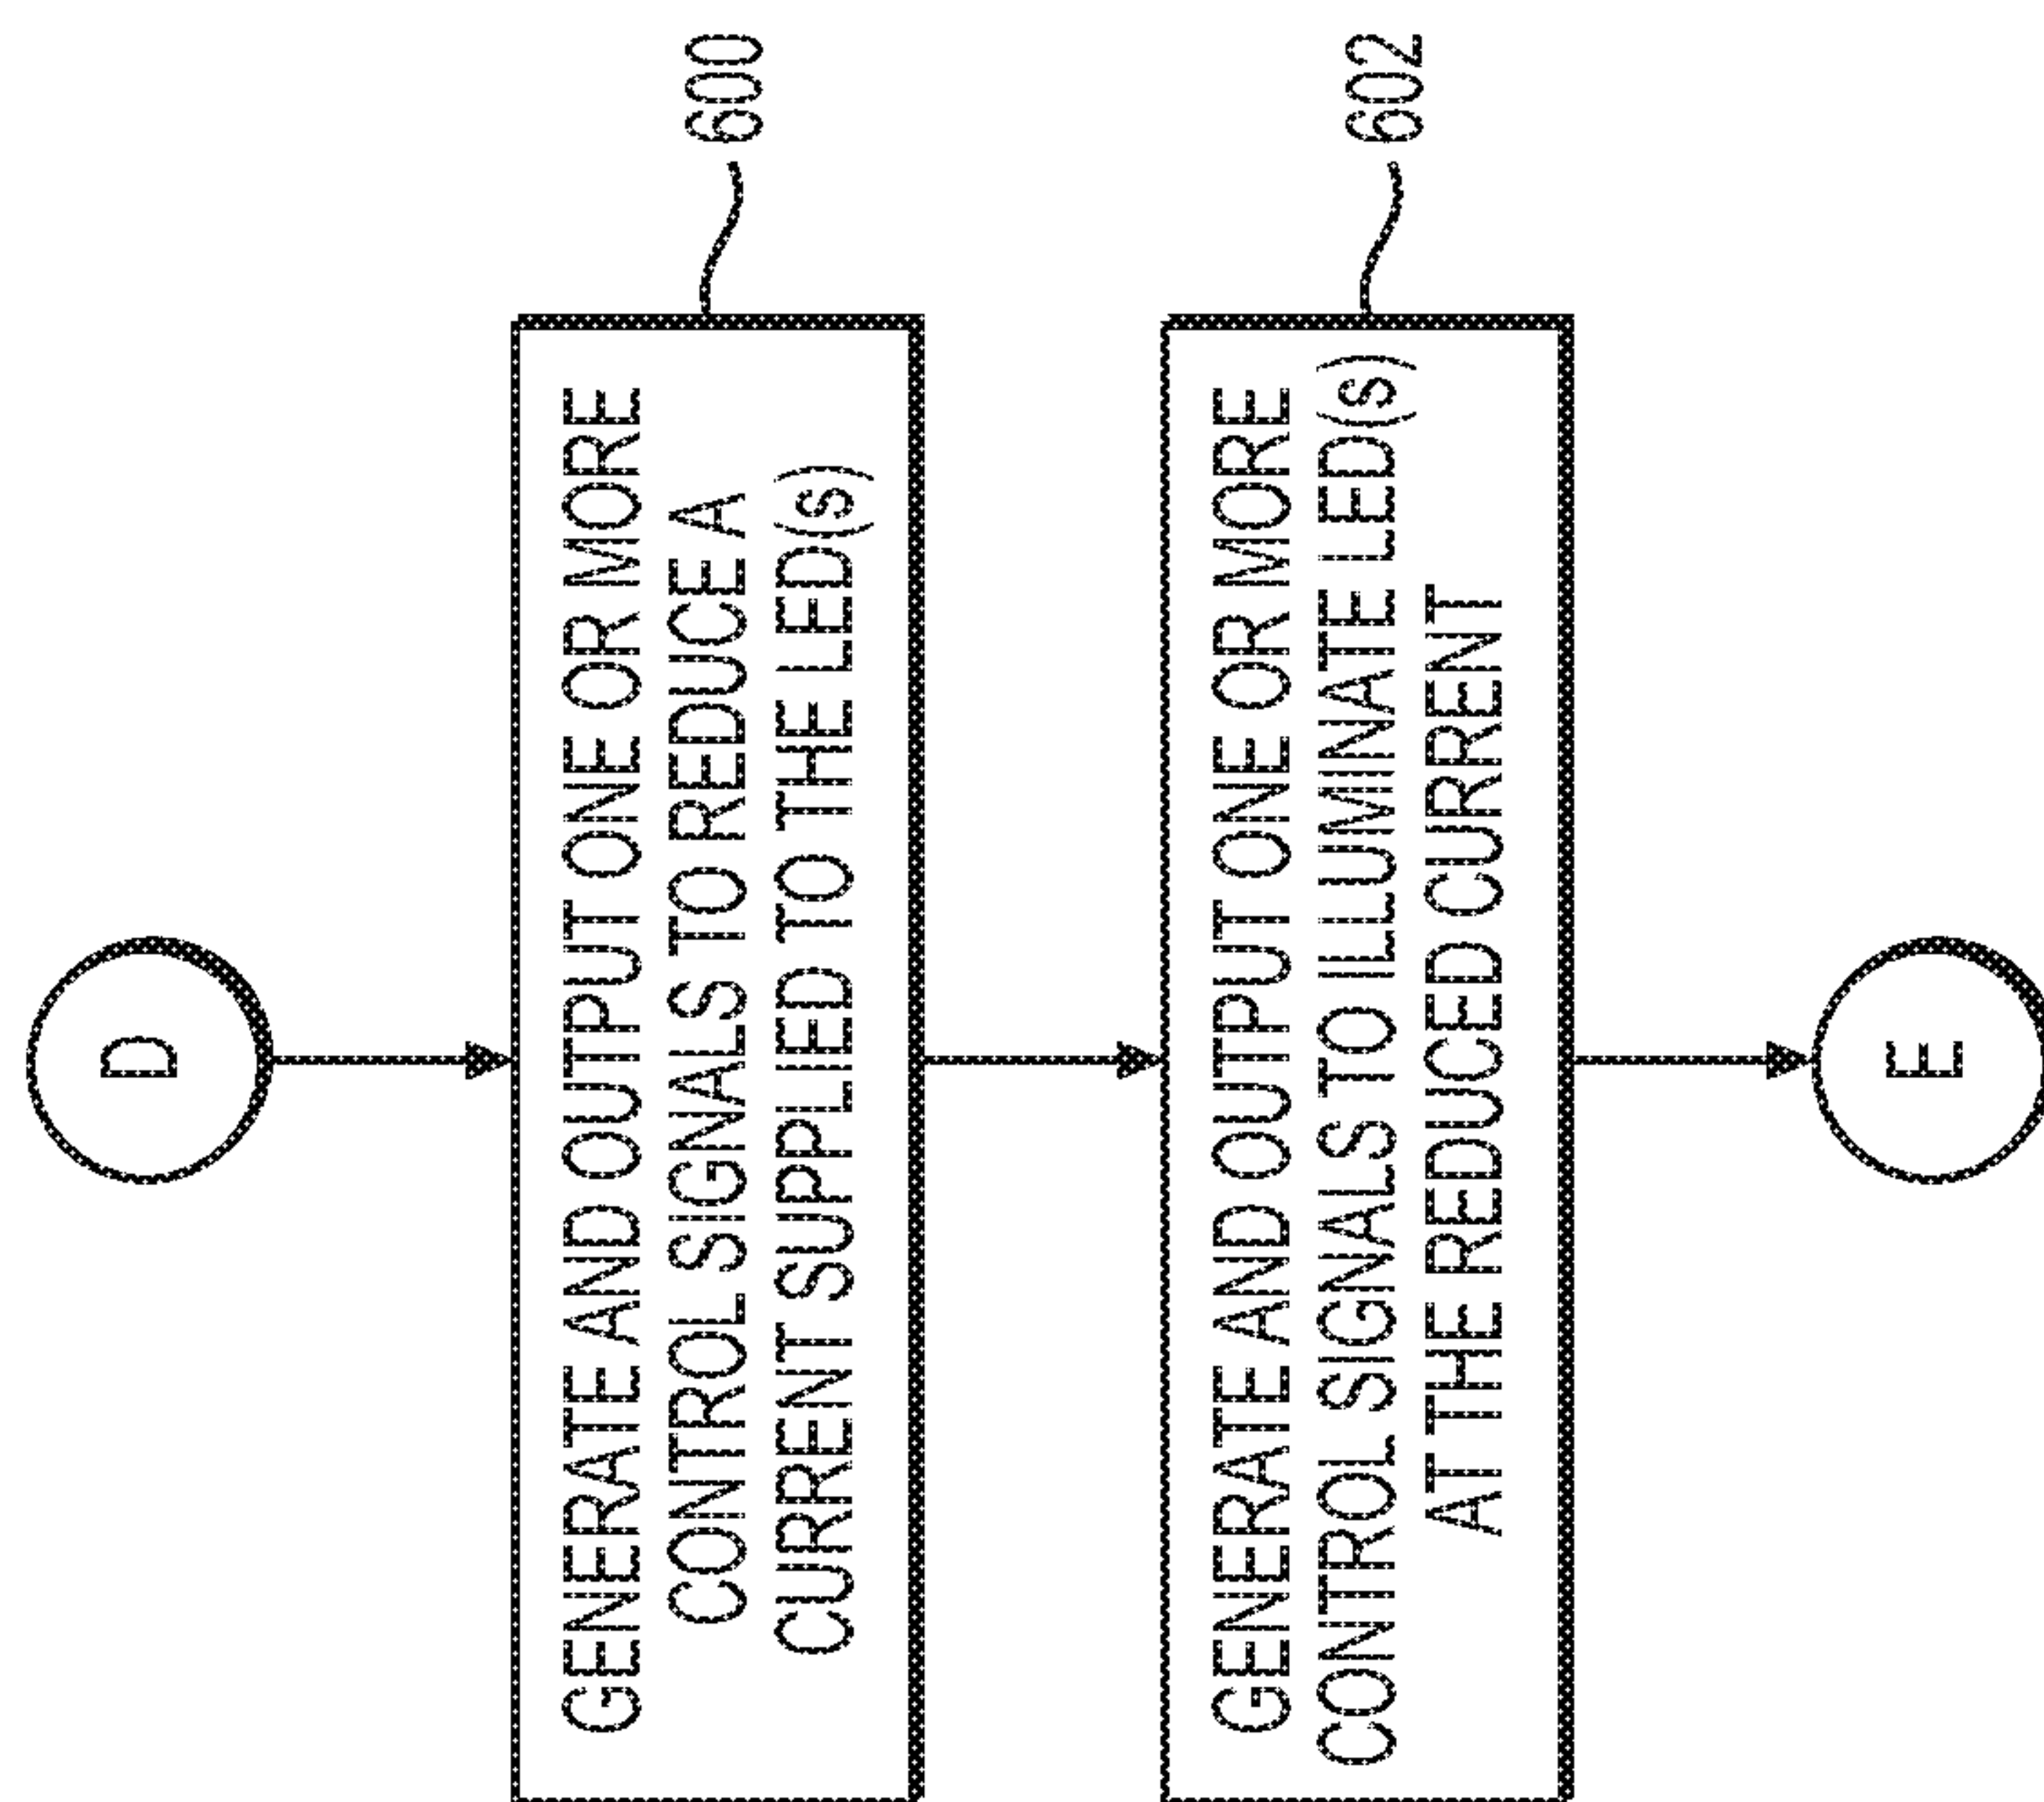 D
GENERATE AND OUTPUT ONE OR MORE
CONTROL SIGNALS TO REDUCE A
CURRENT SUPPLIED TO THE LED(s)
600
GENERATE AND OUTPUT ONE OR MORE
CONTROL SIGNALS TO ILLUMINATE LED(s)
AT THE REDUCED CURRENT
602
E